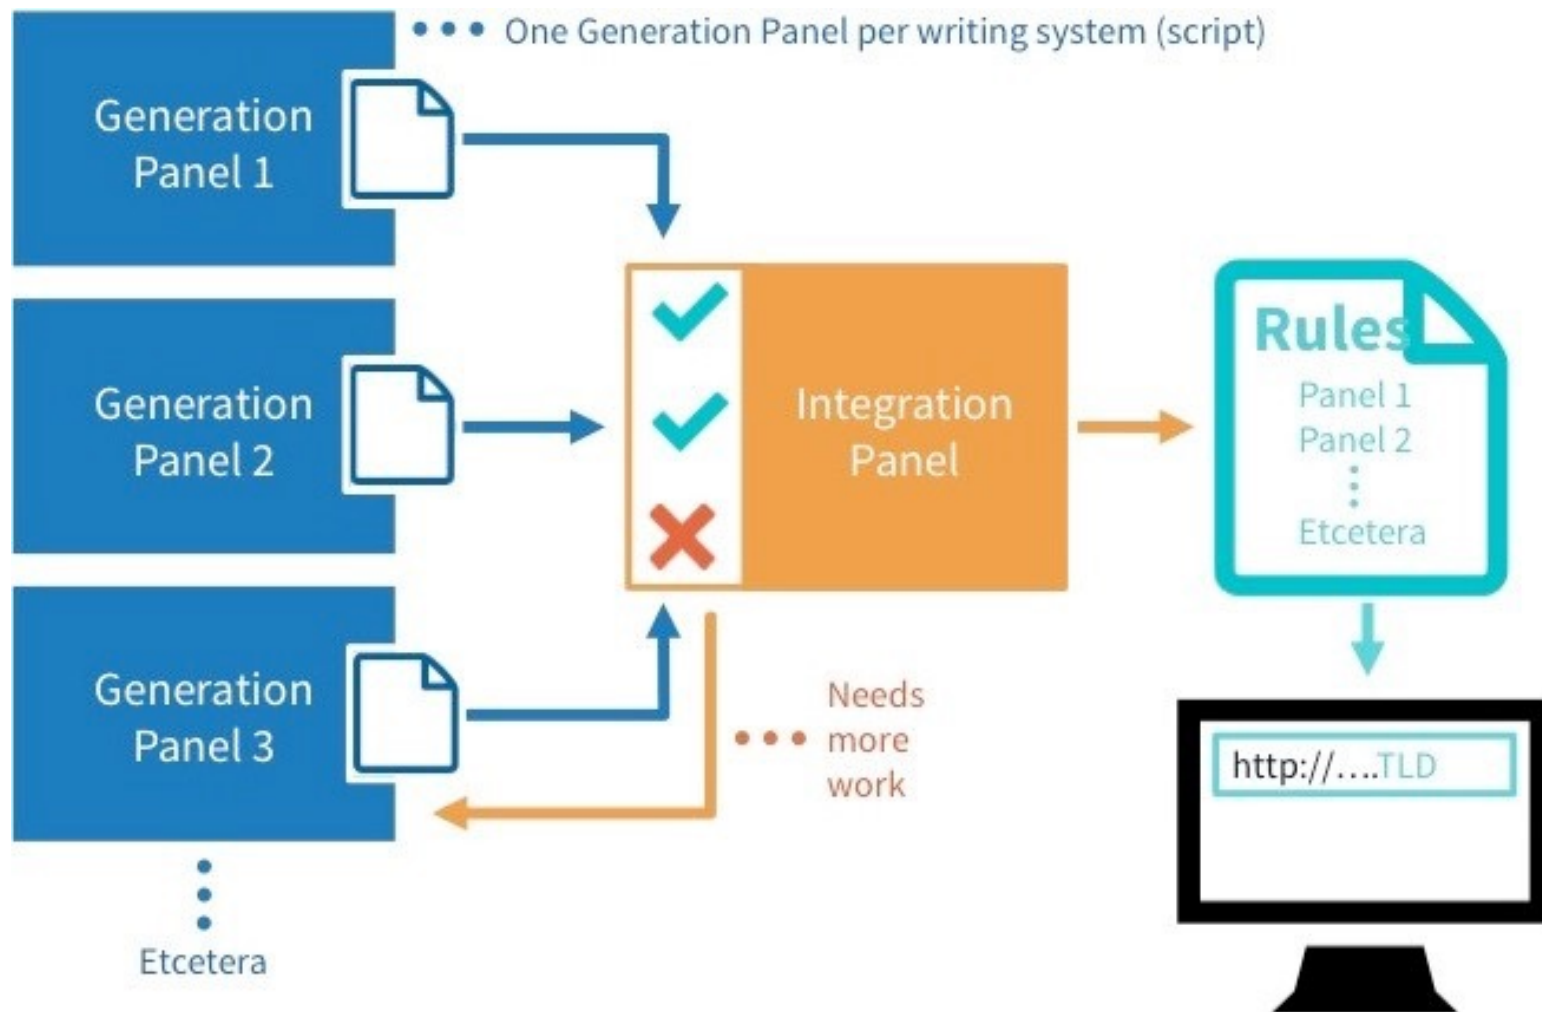 One Generation Panel per writing system (script)
Generation
Panel 1
Generation
Panel 2
Generation
Panel 3
Etcetera
Integration
Panel
Needs
more
work
Rules
Panel 1
Panel 2
Etcetera
http://....TLD